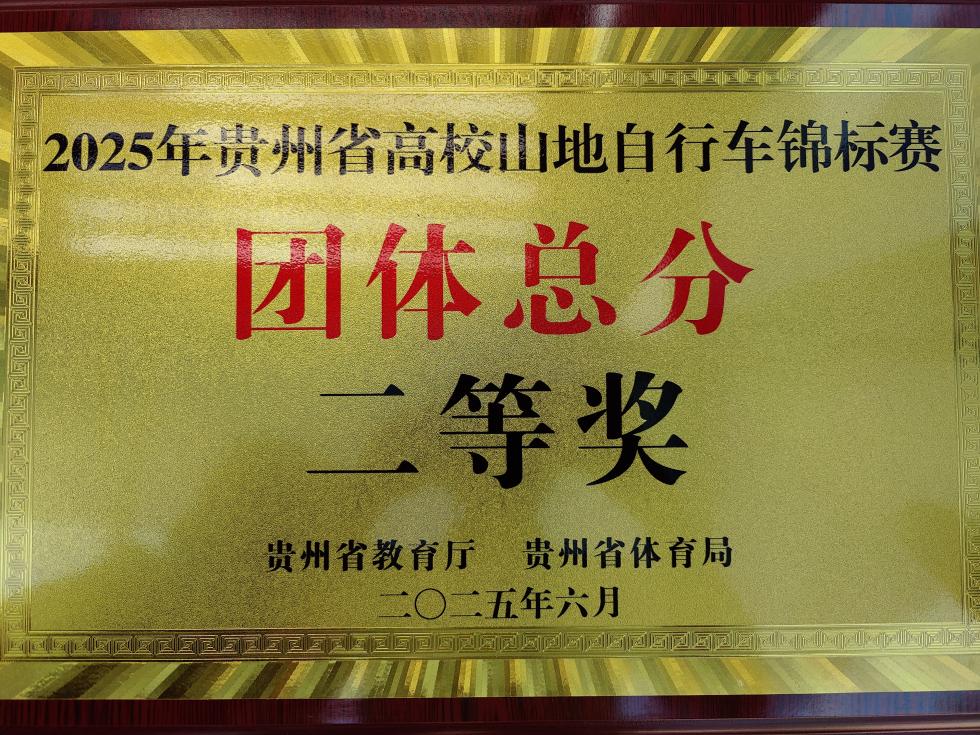 2025年贵州省高校山地自行车锦标赛
团体总分
二等奖
贵州省教育厅 贵州省体育局
二〇二五年六月